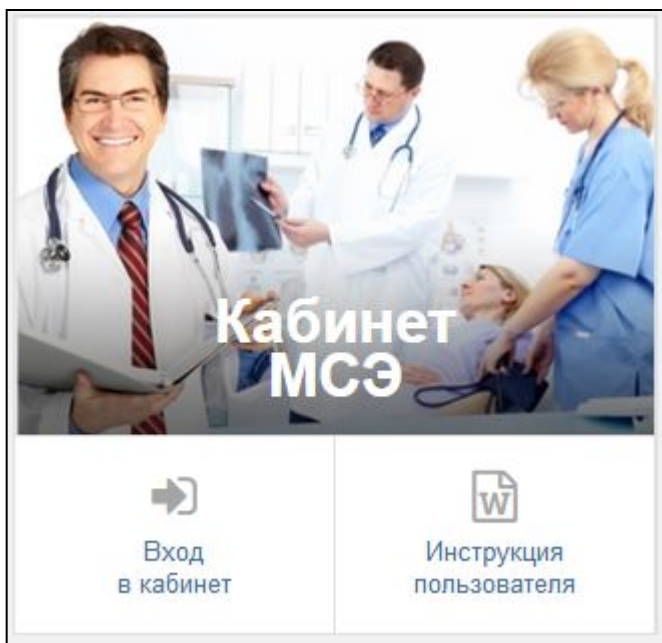 Кабинет
МСЭ
Вход
в кабинет
Инструкция
пользователя